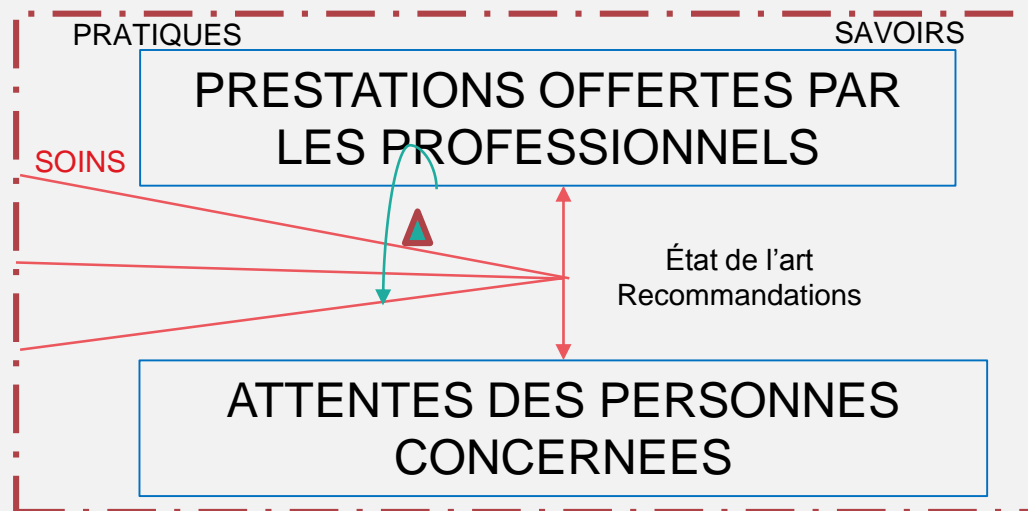 PRATIQUES
SAVOIRS
PRESTATIONS OFFERTES PAR
LES PROFESSIONNELS
SOINS
État de l’art
Recommandations
ATTENTES DES PERSONNES
CONCERNEES